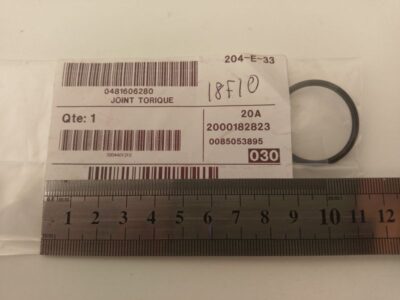 204-E-33
0481606280
JOINT TORIQUE
18F10
Qte: 1
20A
2000182823
0085053895
030
1 2 3 4 5 6 7 8 9 10 11 12